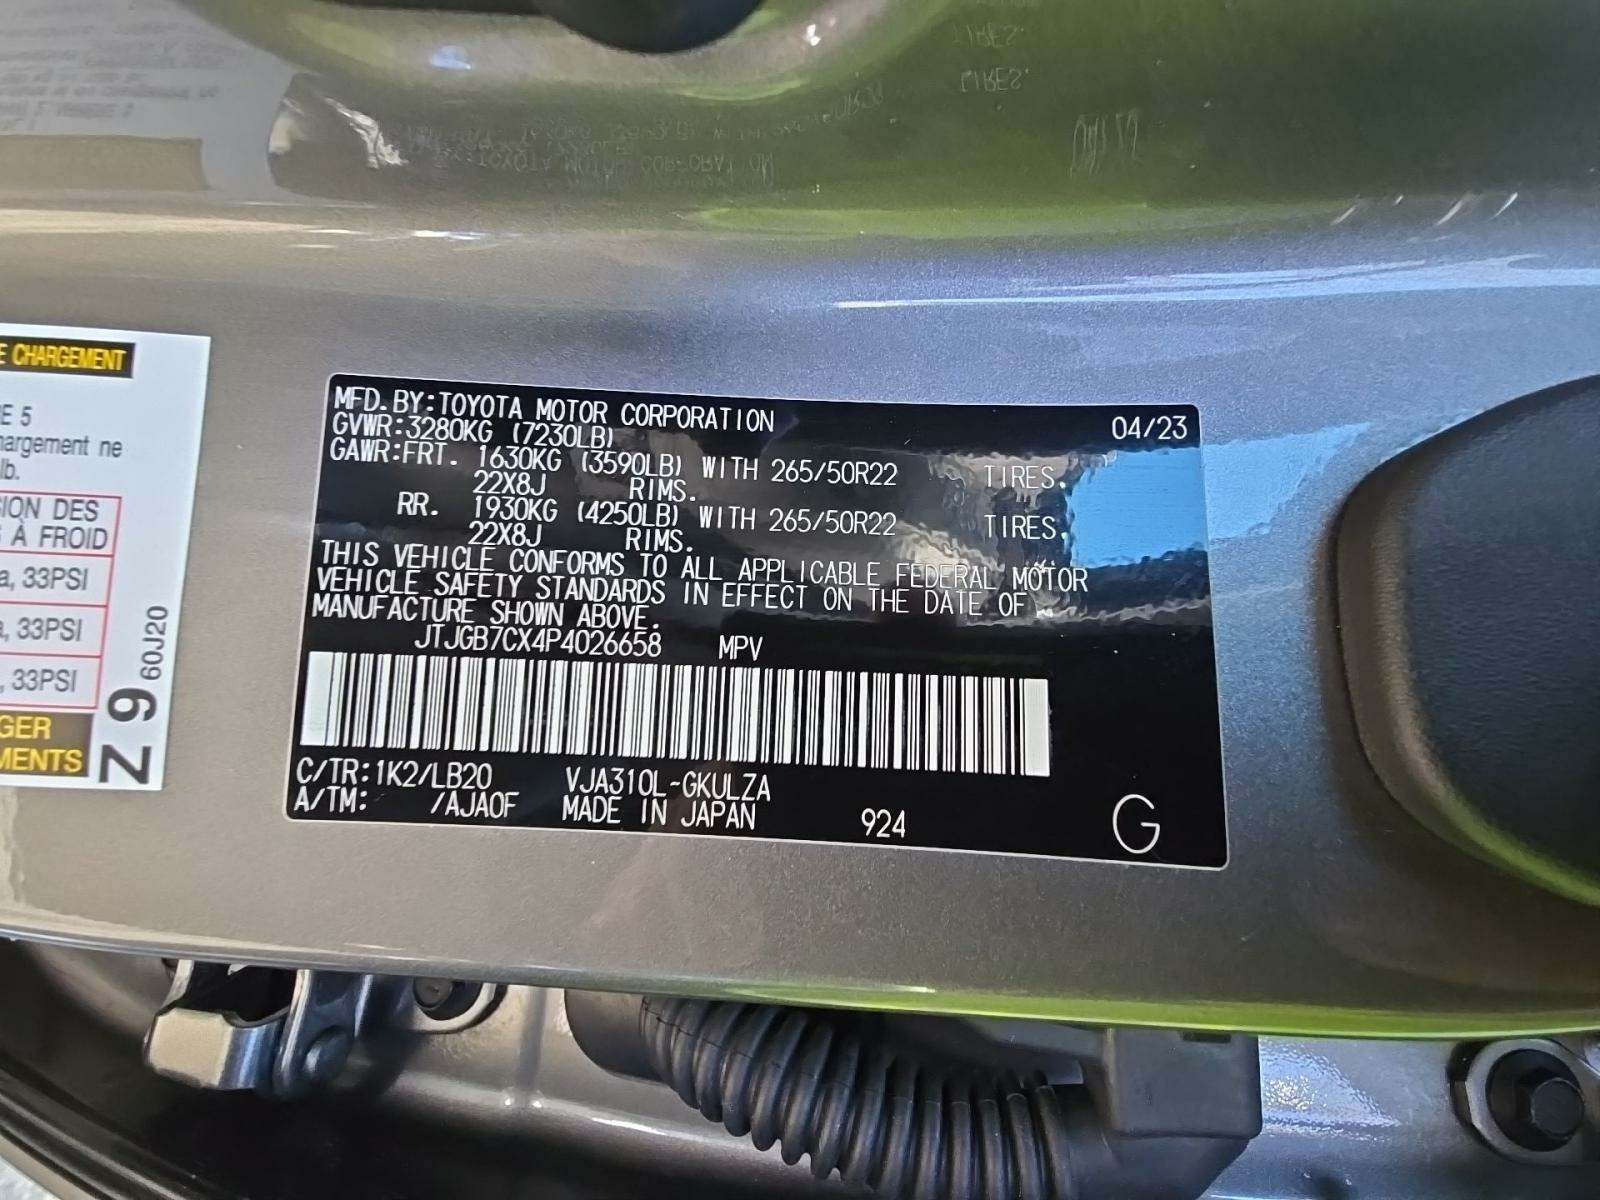 E CHARGEMENT
RE 5
hargement ne
lb.
SION DES
S À FROID
a, 33PSI
a, 33PSI
, 33PSI
GER
MENTS
Z 9 60J20
MFD. BY:TOYOTA MOTOR CORPORATION 04/23
GVWR:3280KG (7230LB)
GAWR:FRT. 1630KG (3590LB) WITH 265/50R22 TIRES.
22X8J RIMS.
RR. 1930KG (4250LB) WITH 265/50R22 TIRES.
22X8J RIMS.
THIS VEHICLE CONFORMS TO ALL APPLICABLE FEDERAL MOTOR
VEHICLE SAFETY STANDARDS IN EFFECT ON THE DATE OF
MANUFACTURE SHOWN ABOVE.
JTJGB7CX4P4026658 MPV
C/TR:1K2/LB20 VJA310L-GKULZA
A/TM: /AJA0F MADE IN JAPAN 924 G